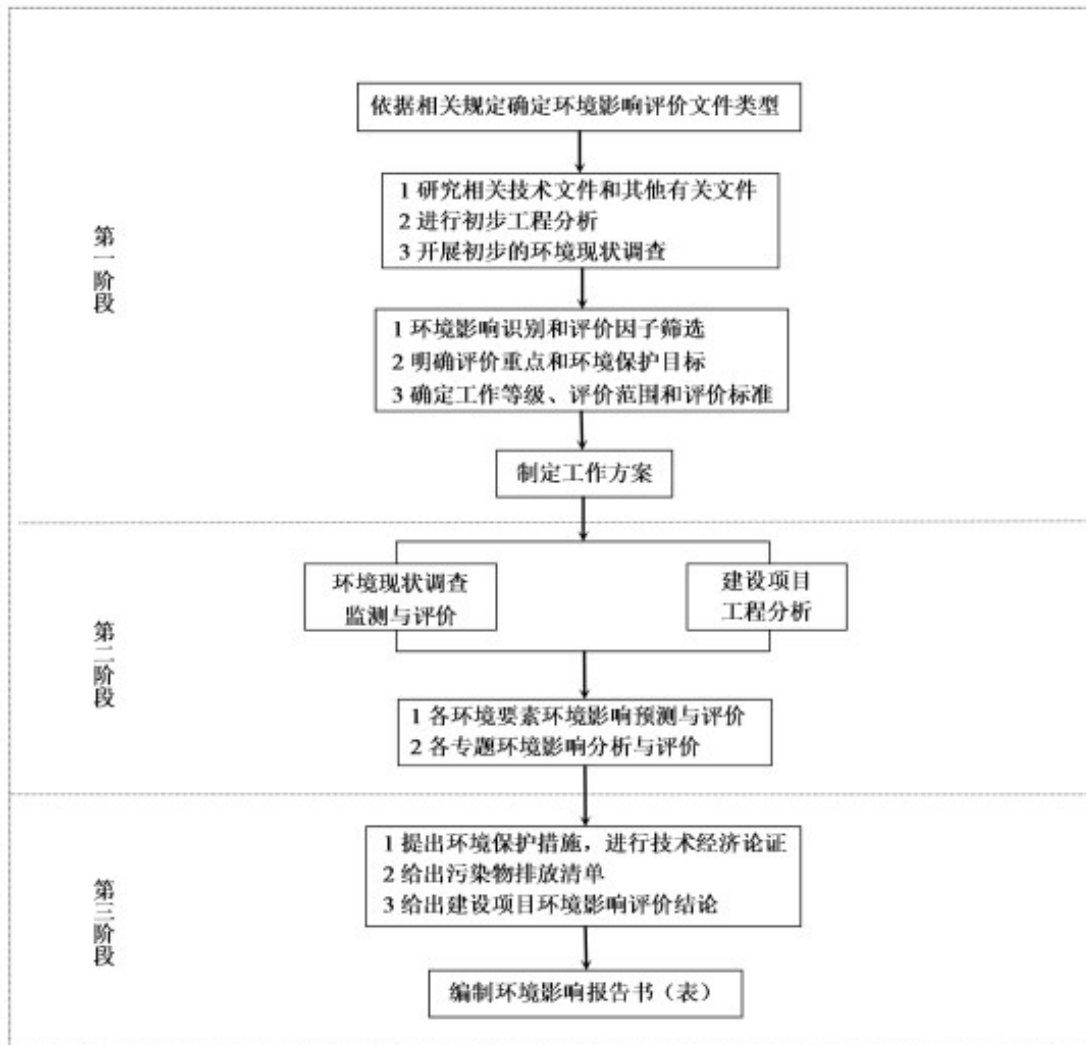 依据相关规定确定环境影响评价文件类型
第一阶段
1 研究相关技术文件和其他有关文件
2 进行初步工程分析
3 开展初步的环境现状调查
1 环境影响识别和评价因子筛选
2 明确评价重点和环境保护目标
3 确定工作等级、评价范围和评价标准
制定工作方案
第二阶段
环境现状调查
监测与评价
建设项目
工程分析
1 各环境要素环境影响预测与评价
2 各专题环境影响分析与评价
第三阶段
1 提出环境保护措施，进行技术经济论证
2 给出污染物排放清单
3 给出建设项目环境影响评价结论
编制环境影响报告书（表）